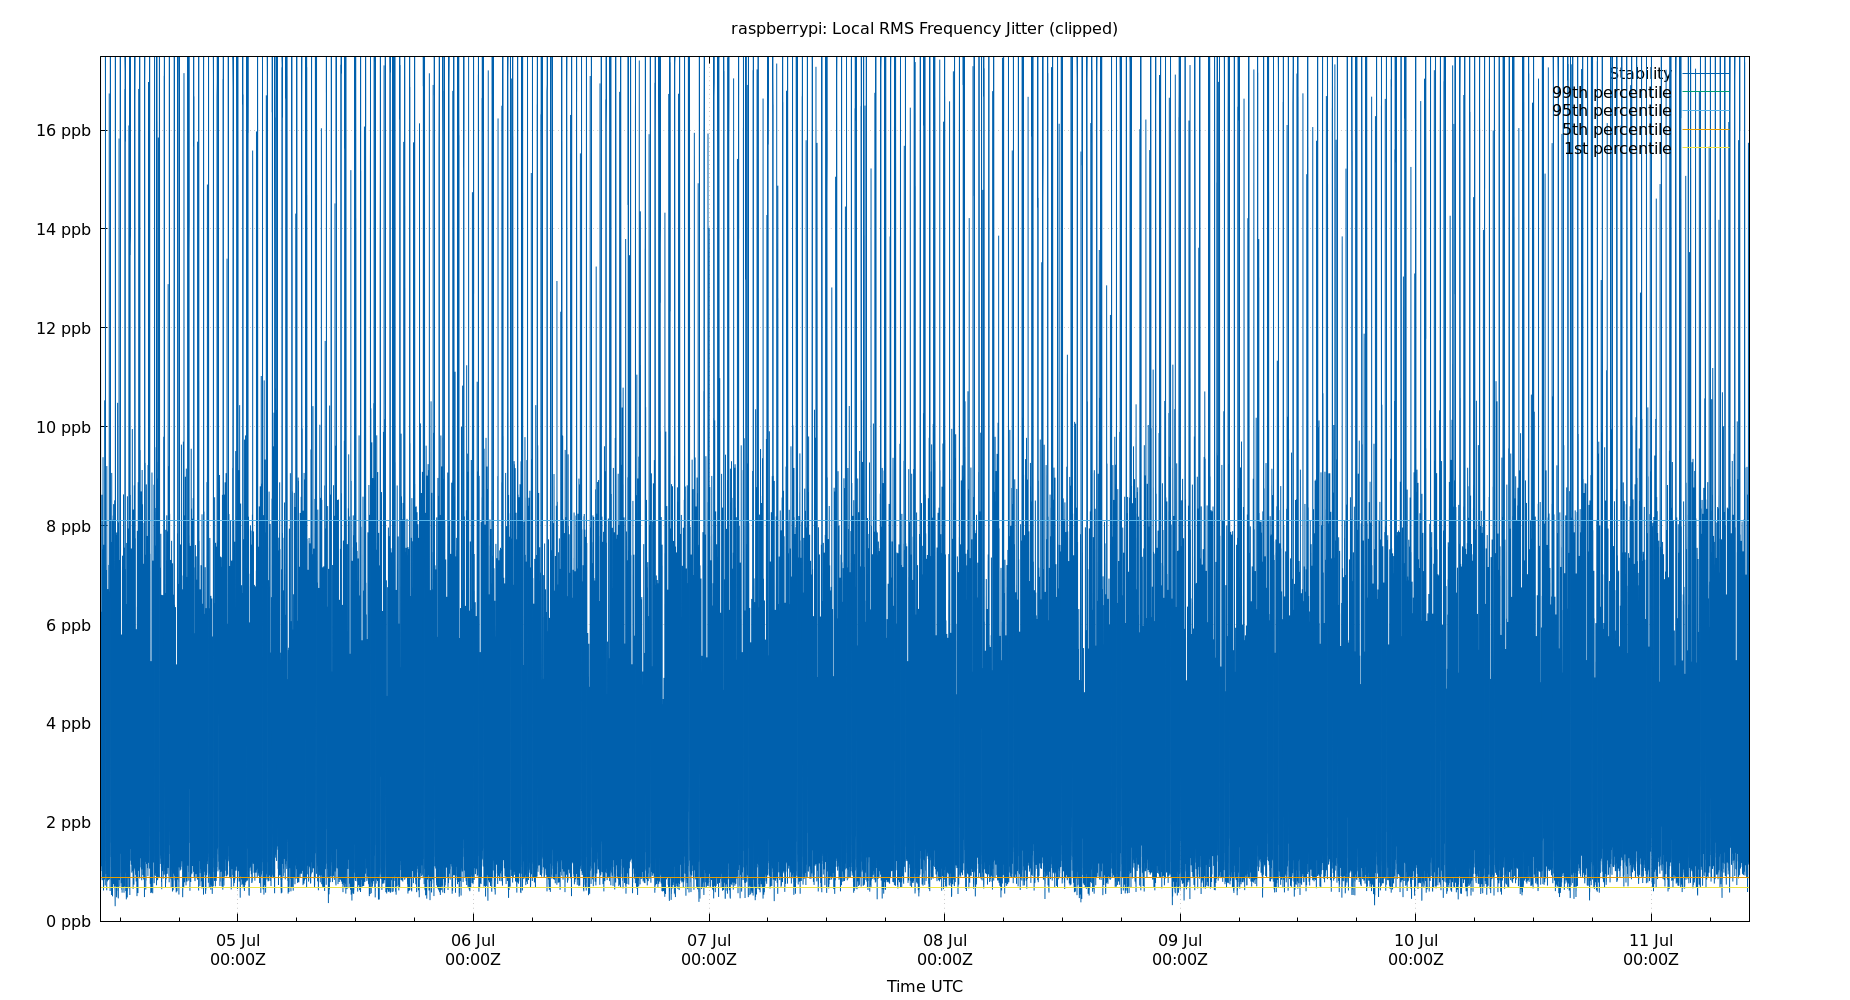 raspberrypi: Local RMS Frequency Jitter (clipped)
Stability
99th percentile
95th percentile
5th percentile
1st percentile
16 ppb
14 ppb
12 ppb
10 ppb
8 ppb
6 ppb
4 ppb
2 ppb
0 ppb
05 Jul 06 Jul 07 Jul 08 Jul 09 Jul 10 Jul 11 Jul
00:00Z 00:00Z 00:00Z 00:00Z 00:00Z 00:00Z 00:00Z
Time UTC